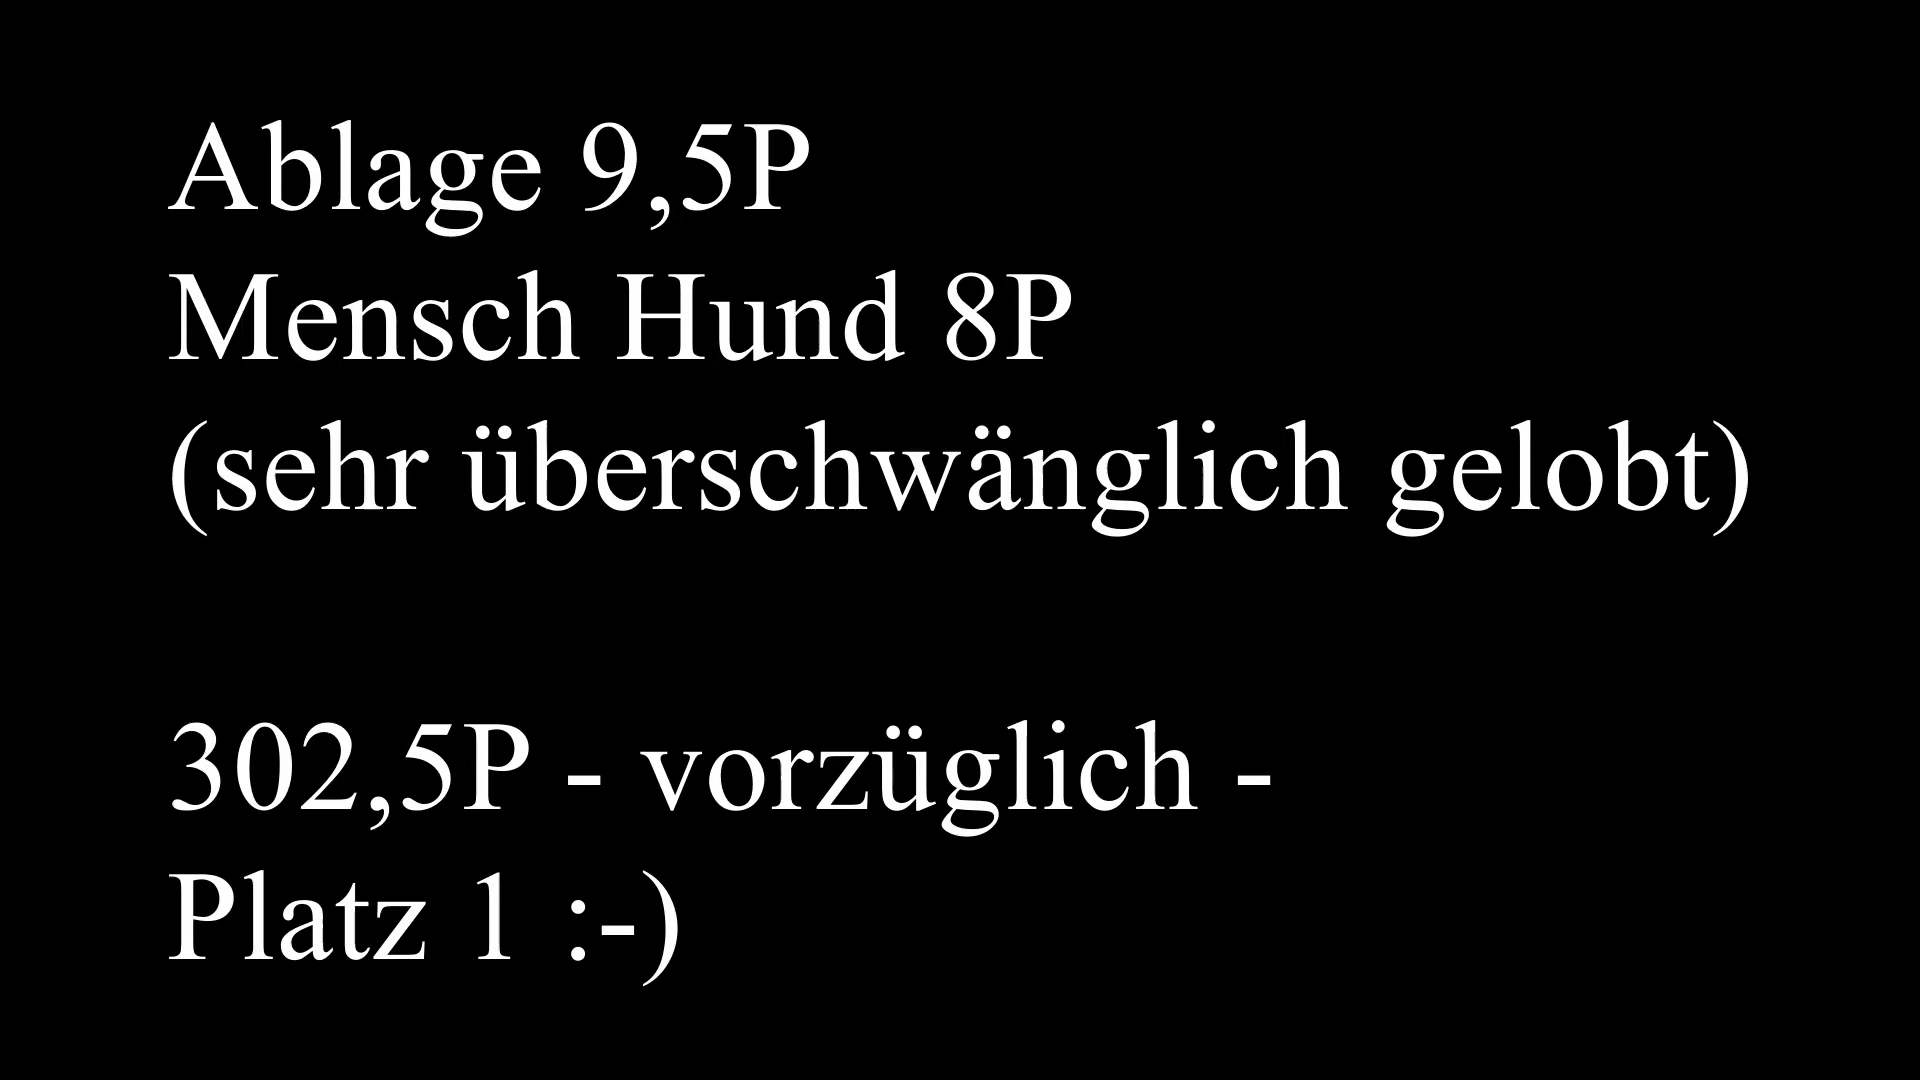 Ablage 9,5P
Mensch Hund 8P
(sehr überschwänglich gelobt)
302,5P - vorzüglich -
Platz 1 :-)